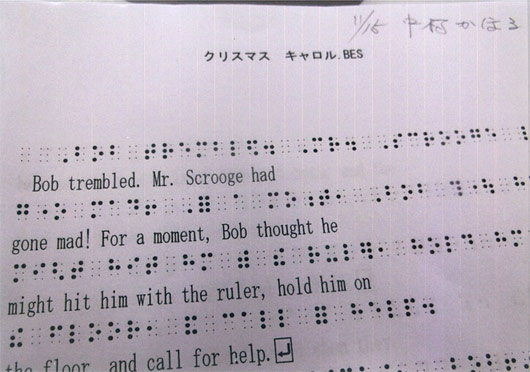 11/15 中村かほる
クリスマス キャロル.BES
Bob trembled. Mr. Scrooge had
gone mad! For a moment, Bob thought he
might hit him with the ruler, hold him on
the floor, and call for help.